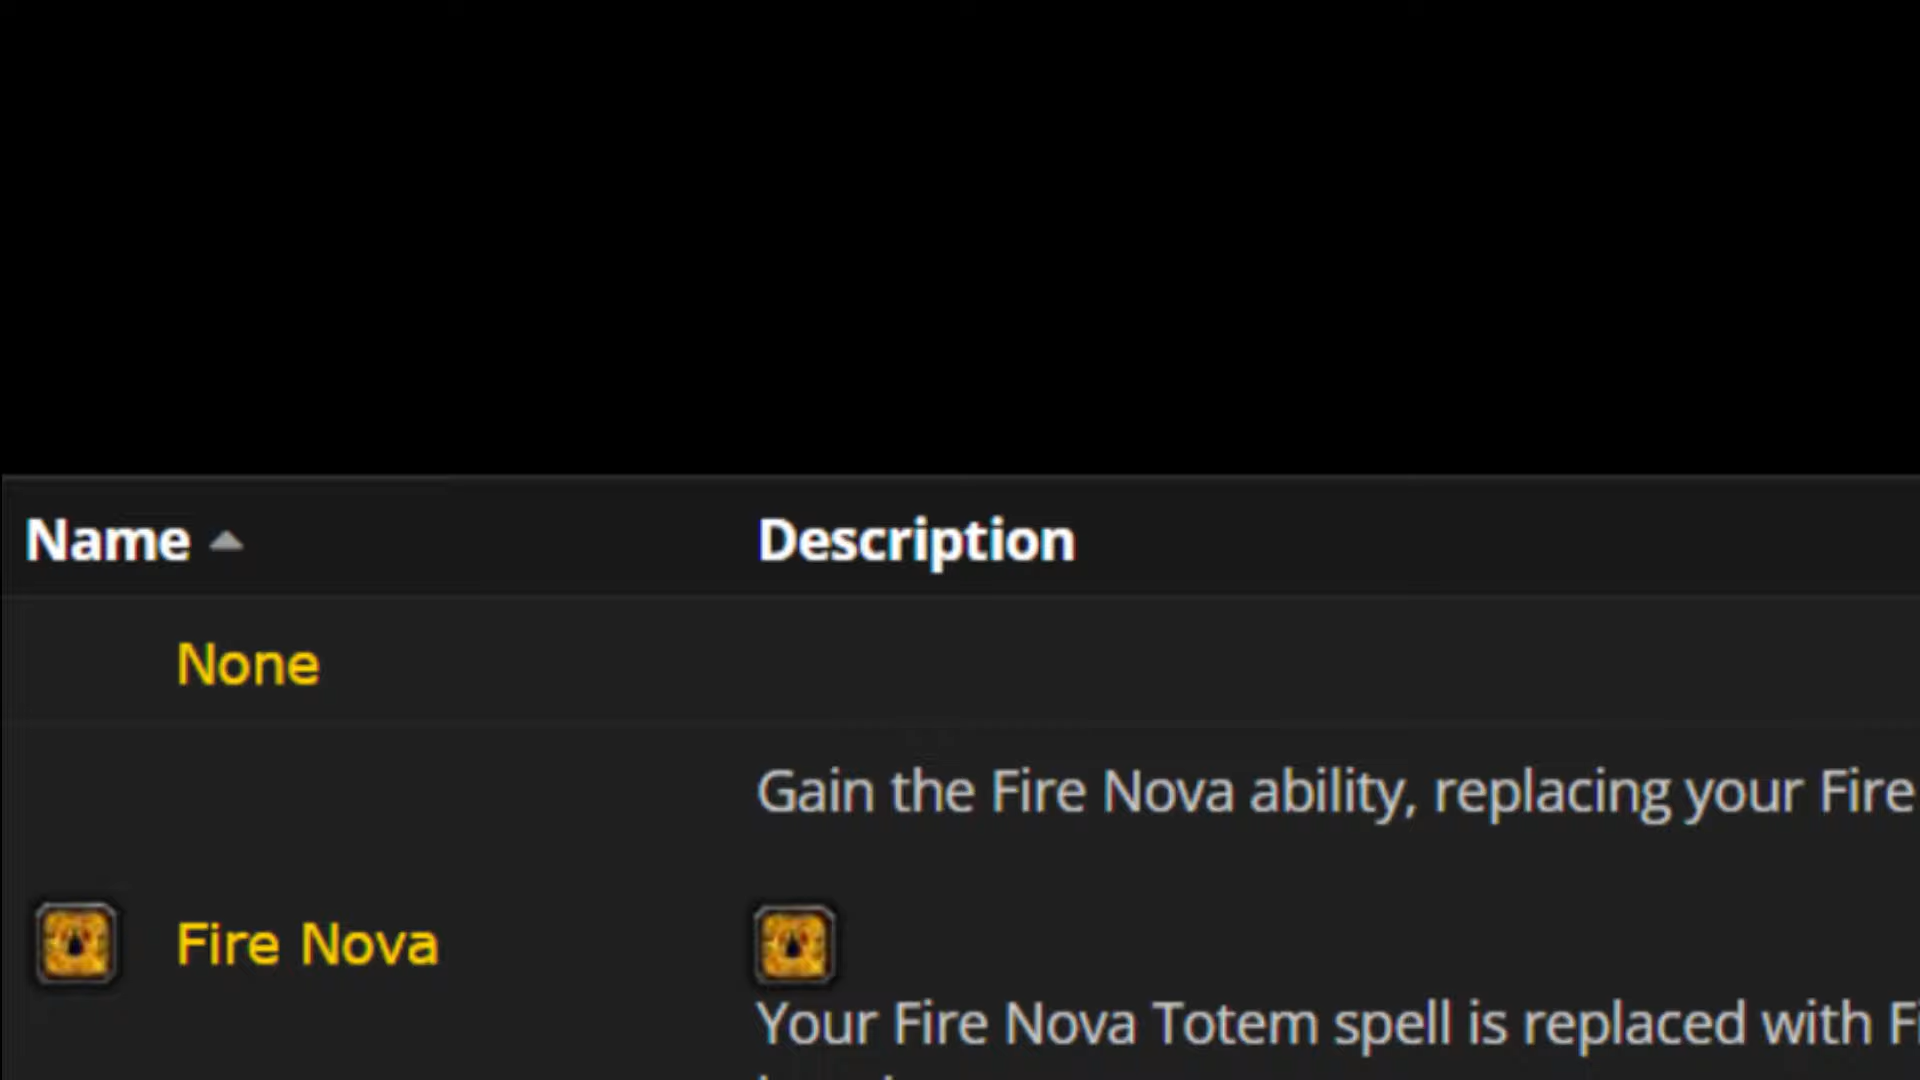 Name Description
None
Gain the Fire Nova ability, replacing your Fire
Fire Nova
Your Fire Nova Totem spell is replaced with